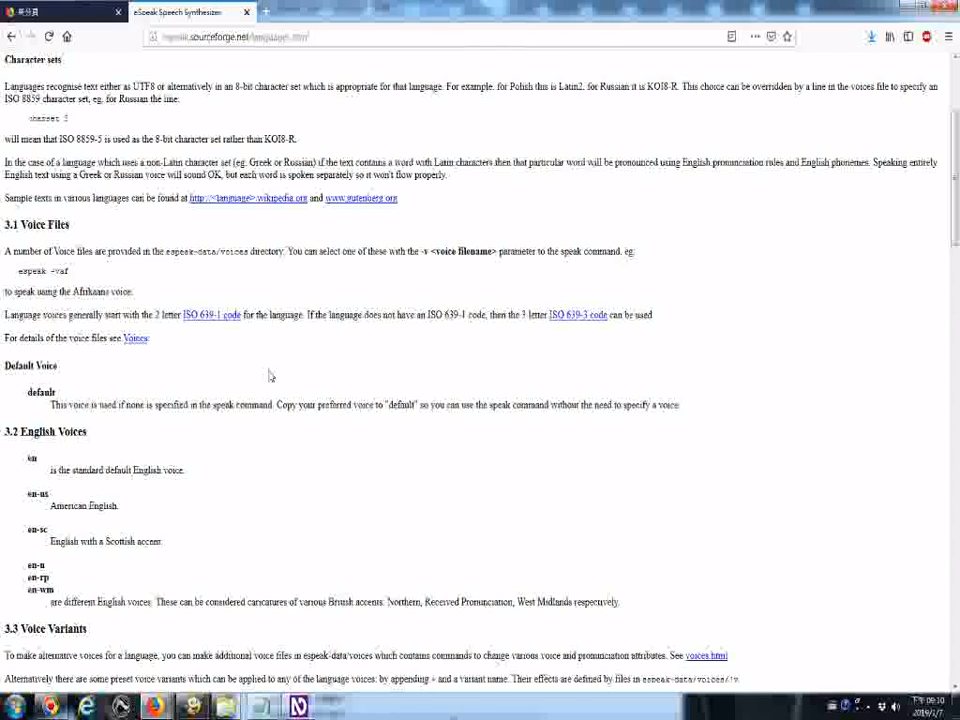 新分頁
eSpeak Speech Synthesizer
espeak.sourceforge.net/languages.html
Character sets
Languages recognise text either as UTF8 or alternatively in an 8-bit character set which is appropriate for that language. For example, for Polish this is Latin2, for Russian it is KOI8-R. This choice can be overridden by a line in the voices file to specify an
ISO 8859 character set, eg. for Russian the line:
charset 5
will mean that ISO 8859-5 is used as the 8-bit character set rather than KOI8-R.
In the case of a language which uses a non-Latin character set (eg. Greek or Russian) if the text contains a word with Latin characters then that particular word will be pronounced using English pronunciation rules and English phonemes. Speaking entirely
English text using a Greek or Russian voice will sound OK, but each word is spoken separately so it won't flow properly.
Sample texts in various languages can be found at http://<language>.wikipedia.org and www.gutenberg.org
3.1 Voice Files
A number of Voice files are provided in the espeak-data/voices directory. You can select one of these with the -v <voice filename> parameter to the speak command, eg:
espeak -vaf
to speak using the Afrikaans voice.
Language voices generally start with the 2 letter ISO 639-1 code for the language. If the language does not have an ISO 639-1 code, then the 3 letter ISO 639-3 code can be used
For details of the voice files see Voices.
Default Voice
default
This voice is used if none is specified in the speak command. Copy your preferred voice to "default" so you can use the speak command without the need to specify a voice.
3.2 English Voices
en
is the standard default English voice.
en-us
American English.
en-sc
English with a Scottish accent.
en-n
en-rp
en-wm
are different English voices. These can be considered caricatures of various British accents: Northern, Received Pronunciation, West Midlands respectively.
3.3 Voice Variants
To make alternative voices for a language, you can make additional voice files in espeak-data/voices which contains commands to change various voice and pronunciation attributes. See voices.html
Alternatively there are some preset voice variants which can be applied to any of the language voices, by appending + and a variant name. Their effects are defined by files in espeak-data/voices/!v
下午 09:10
2019/1/7